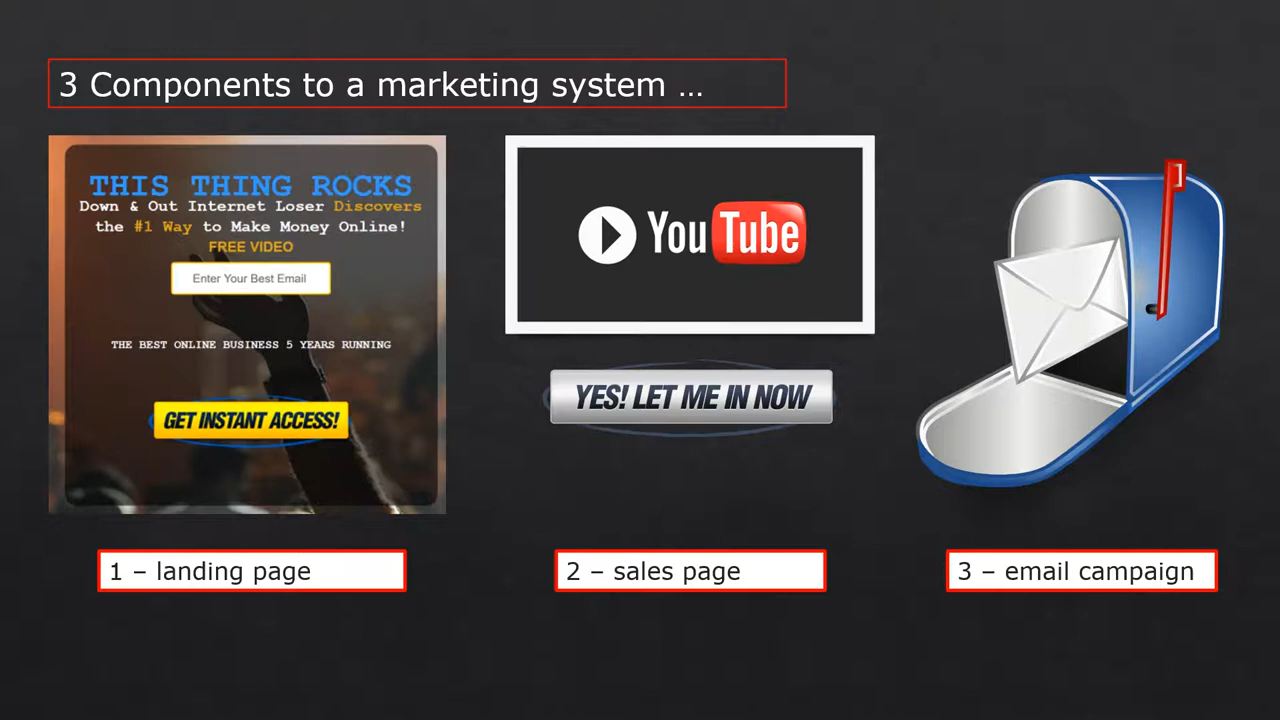 3 Components to a marketing system …
THIS THING ROCKS
Down & Out Internet Loser Discovers
the #1 Way to Make Money Online!
FREE VIDEO
Enter Your Best Email
THE BEST ONLINE BUSINESS 5 YEARS RUNNING
GET INSTANT ACCESS!
1 – landing page
YouTube
YES! LET ME IN NOW
2 – sales page
3 – email campaign